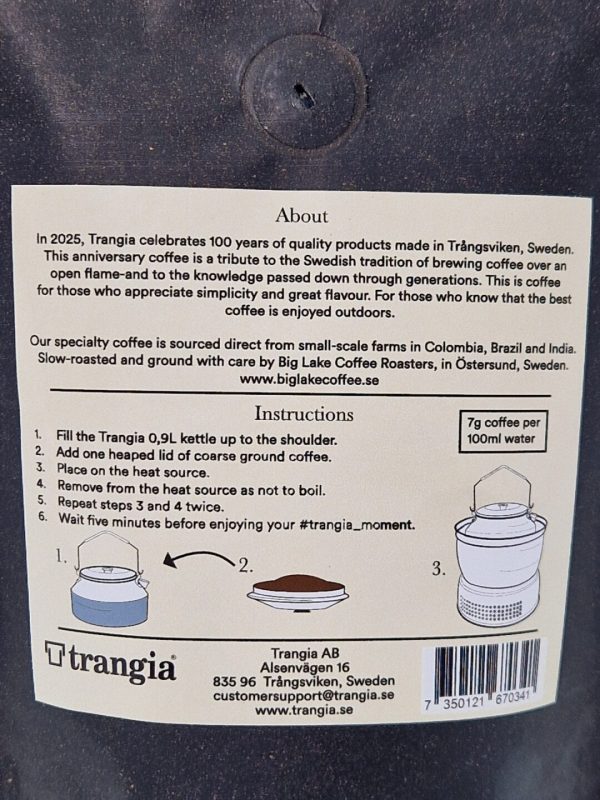 About
In 2025, Trangia celebrates 100 years of quality products made in Trångsviken, Sweden.
This anniversary coffee is a tribute to the Swedish tradition of brewing coffee over an
open flame-and to the knowledge passed down through generations. This is coffee
for those who appreciate simplicity and great flavour. For those who know that the best
coffee is enjoyed outdoors.
Our specialty coffee is sourced direct from small-scale farms in Colombia, Brazil and India.
Slow-roasted and ground with care by Big Lake Coffee Roasters, in Östersund, Sweden.
www.biglakecoffee.se
Instructions
1. Fill the Trangia 0,9L kettle up to the shoulder.
2. Add one heaped lid of coarse ground coffee.
3. Place on the heat source.
4. Remove from the heat source as not to boil.
5. Repeat steps 3 and 4 twice.
6. Wait five minutes before enjoying your #trangia_moment.
7g coffee per
100ml water
1.
2.
3.
trangia®
Trangia AB
Alsenvägen 16
835 96 Trångsviken, Sweden
customersupport@trangia.se
www.trangia.se
7 350121 670341